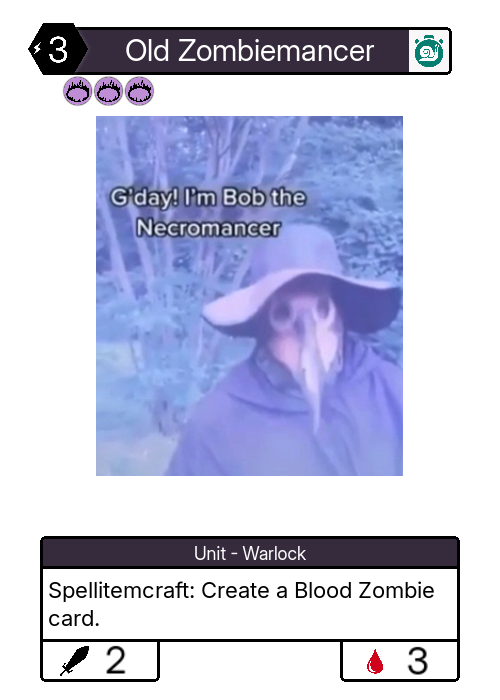 3
Old Zombiemancer
G'day! I'm Bob the
Necromancer
Unit - Warlock
Spellitemcraft: Create a Blood Zombie
card.
2
3